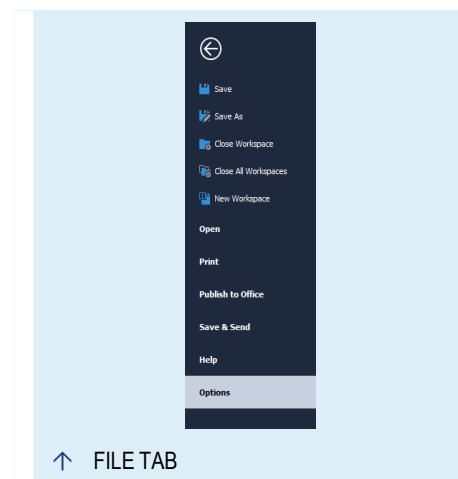 Save
Save As
Close Workspace
Close All Workspaces
New Workspace
Open
Print
Publish to Office
Save & Send
Help
Options
FILE TAB